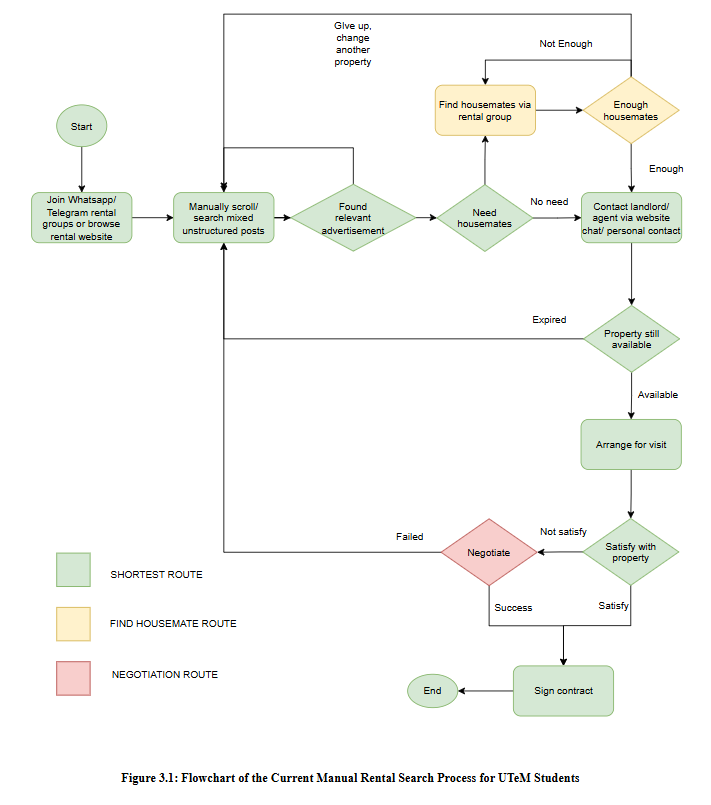 GIve up,
change
another
property
Not Enough
Start
Find housemates via
rental group
Enough
housemates
Enough
Join Whatsapp/
Telegram rental
groups or browse
rental website
Manually scroll/
search mixed
unstructured posts
Found
relevant
advertisement
Need
housemates
No need
Contact landlord/
agent via website
chat/ personal contact
Expired
Property still
available
Available
Arrange for visit
Failed
Negotiate
Not satisfy
Satisfy with
property
Success
Satisfy
SHORTEST ROUTE
FIND HOUSEMATE ROUTE
NEGOTIATION ROUTE
End
Sign contract
Figure 3.1: Flowchart of the Current Manual Rental Search Process for UTeM Students